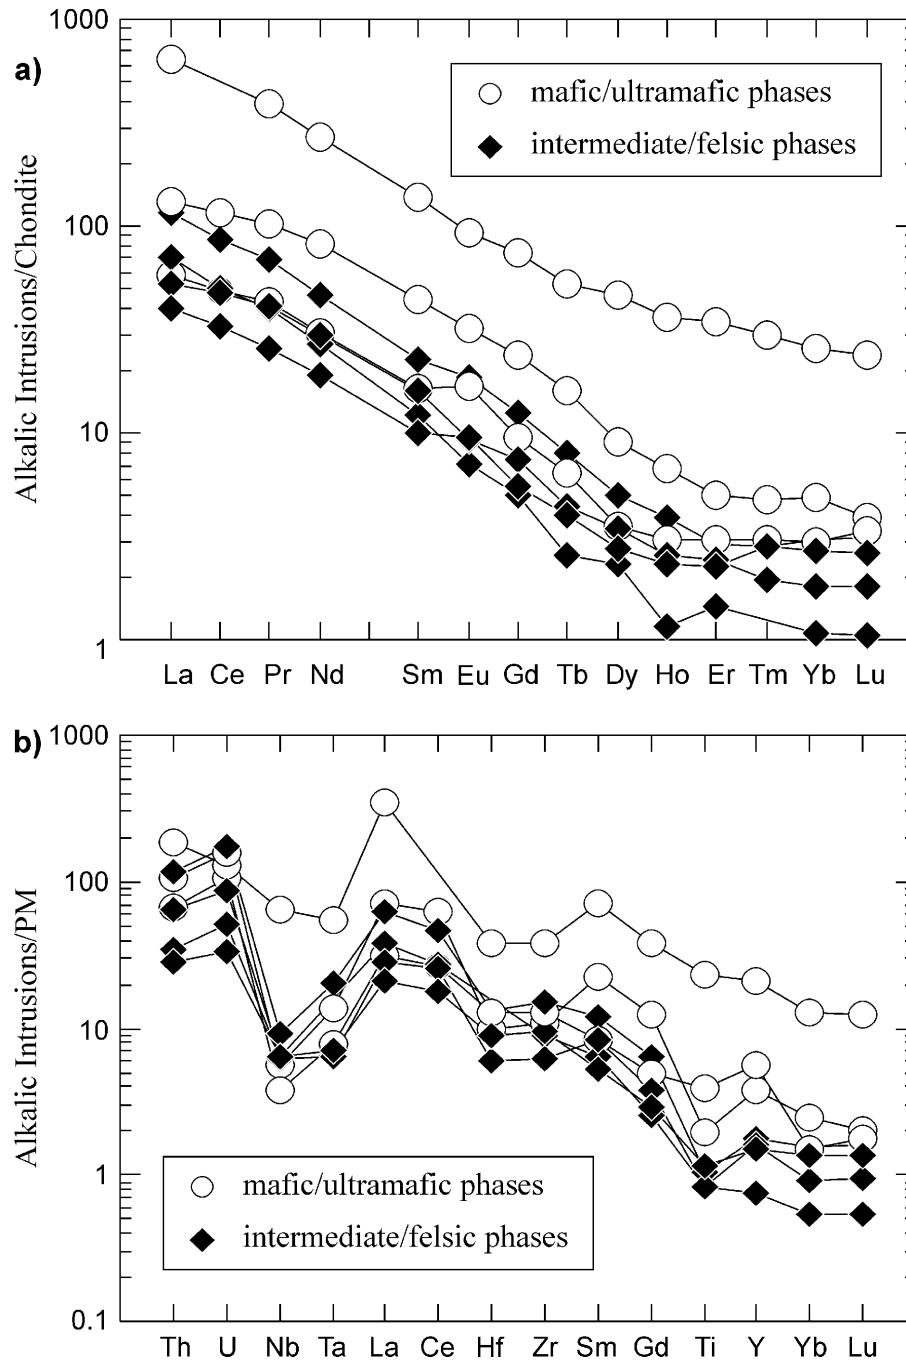 a)
1000
100
10
1
Alkalic Intrusions/Chondite
mafic/ultramafic phases
intermediate/felsic phases
La Ce Pr Nd Sm Eu Gd Tb Dy Ho Er Tm Yb Lu
b)
1000
100
10
1
0.1
Alkalic Intrusions/PM
mafic/ultramafic phases
intermediate/felsic phases
Th U Nb Ta La Ce Hf Zr Sm Gd Ti Y Yb Lu